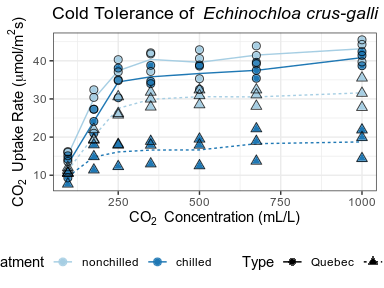 Cold Tolerance of Echinochloa crus-galli
CO2 Uptake Rate (μmol/m2s)
40
30
20
10
250
500
750
1000
CO2 Concentration (mL/L)
atment nonchilled chilled Type Quebec